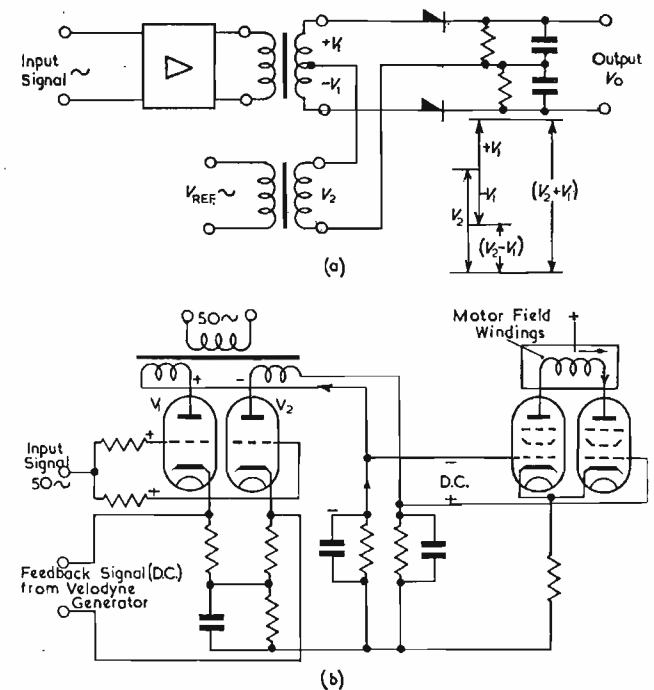 Input
Signal ~
+V₁
-V₁
Output
V₀
V_REF. ~
V₂
+V₁
-V₁
V₂
(V₂-V₁)
(V₂+V₁)
(a)
50~
Motor Field
Windings
+
+
-
V₁
V₂
Input
Signal
50~
+
+
-
D.C.
+
-
Feedback Signal (D.C.)
from Velodyne
Generator
(b)